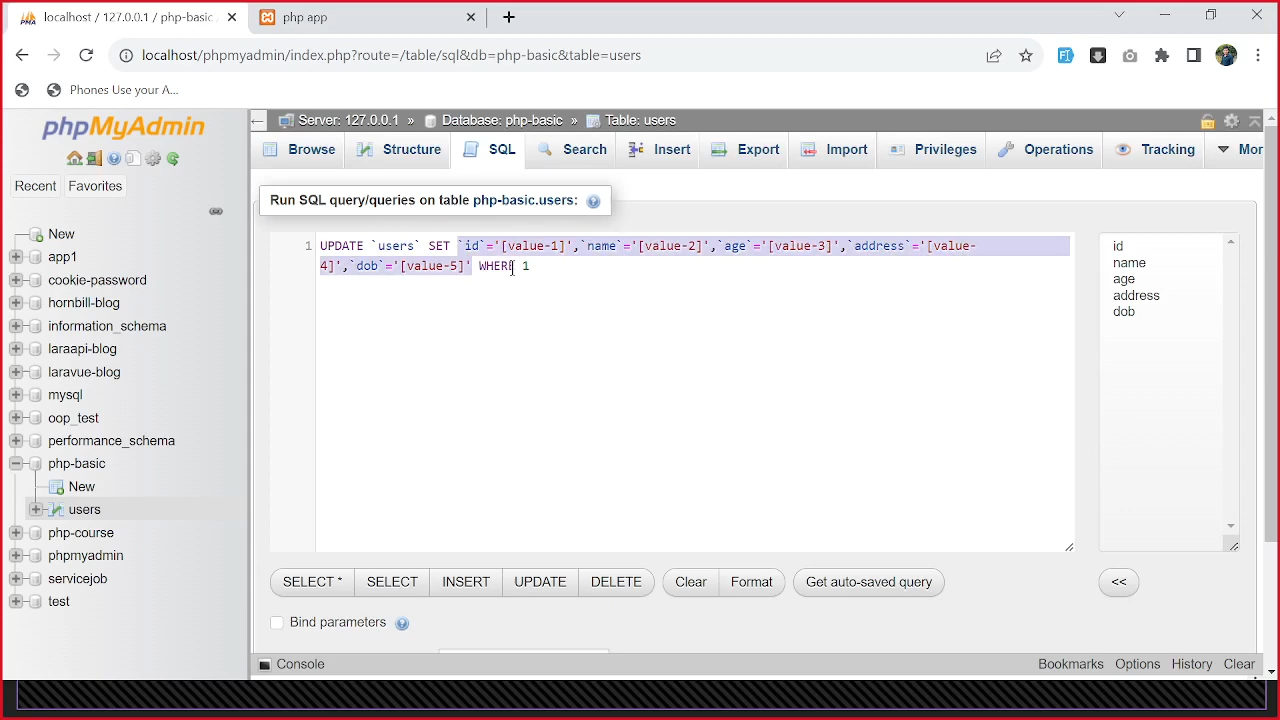 localhost / 127.0.0.1 / php-basic
php app
localhost/phpmyadmin/index.php?route=/table/sql&db=php-basic&table=users
Phones Use your A...
phpMyAdmin
Recent
Favorites
New
app1
cookie-password
hornbill-blog
information_schema
laraapi-blog
laravue-blog
mysql
oop_test
performance_schema
php-basic
New
users
php-course
phpmyadmin
servicejob
test
Server: 127.0.0.1 » Database: php-basic » Table: users
Browse
Structure
SQL
Search
Insert
Export
Import
Privileges
Operations
Tracking
Mor
Run SQL query/queries on table php-basic.users:
1
UPDATE `users` SET `id`='[value-1]',`name`='[value-2]',`age`='[value-3]',`address`='[value-
4]',`dob`='[value-5]' WHERE 1
id
name
age
address
dob
SELECT *
SELECT
INSERT
UPDATE
DELETE
Clear
Format
Get auto-saved query
<<
Bind parameters
Console
Bookmarks
Options
History
Clear